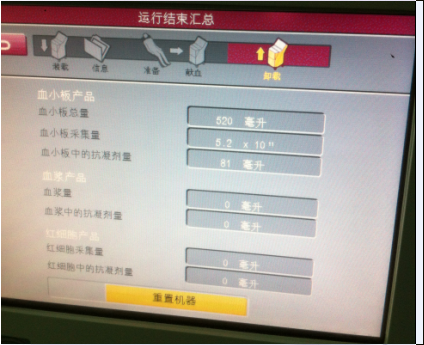 运行结束汇总
装载 信息 准备 献血 卸载
血小板产品
血小板总量 520 毫升
血小板采集量 5.2 x 10¹¹
血小板中的抗凝剂量 81 毫升
血浆产品
血浆量 0 毫升
血浆中的抗凝剂量 0 毫升
红细胞产品
红细胞采集量 0 毫升
红细胞中的抗凝剂量 0 毫升
重置机器